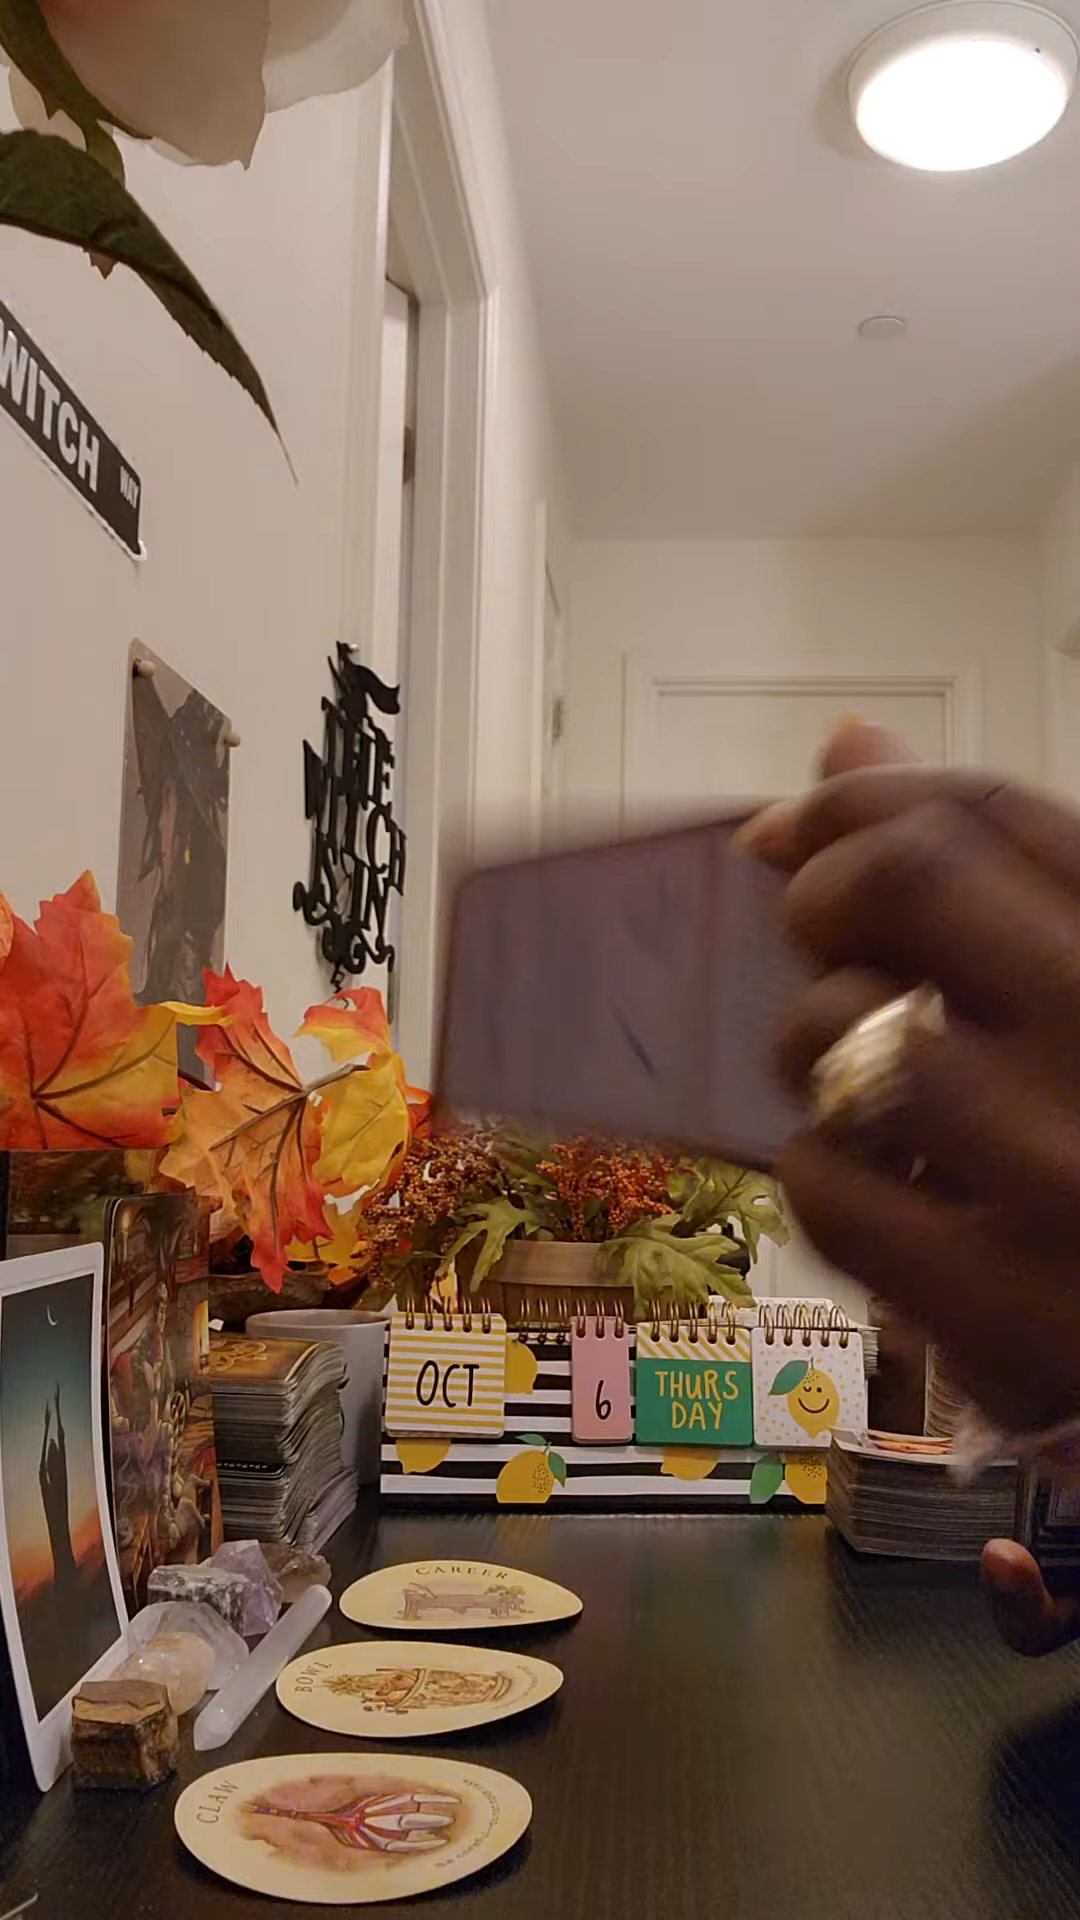 WITCH WAY
THE
WITCH
IS IN
OCT
6
THURS
DAY
CAREER
BOWL
CLAW